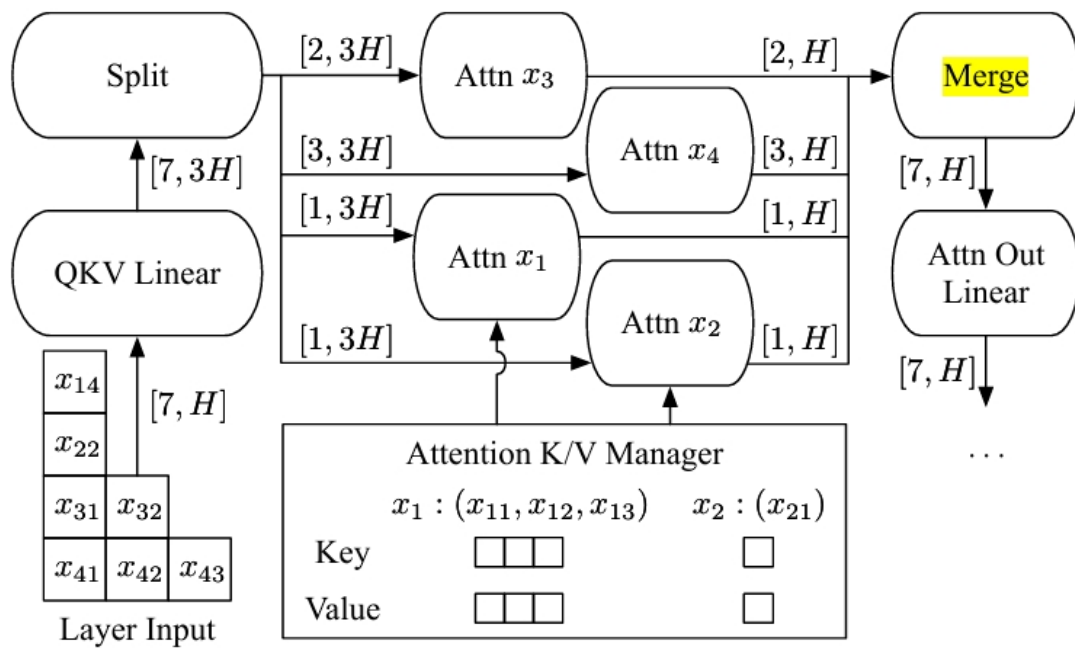 Split
[2, 3H]
Attn x₃
[2, H]
Merge
[7, 3H]
[3, 3H]
Attn x₄
[3, H]
[7, H]
[1, 3H]
Attn x₁
[1, H]
QKV Linear
Attn Out
Linear
[1, 3H]
Attn x₂
[1, H]
[7, H]
x₁₄
[7, H]
x₂₂
x₃₁ x₃₂
x₄₁ x₄₂ x₄₃
Layer Input
Attention K/V Manager
x₁ : (x₁₁, x₁₂, x₁₃) x₂ : (x₂₁)
Key
Value
. . .